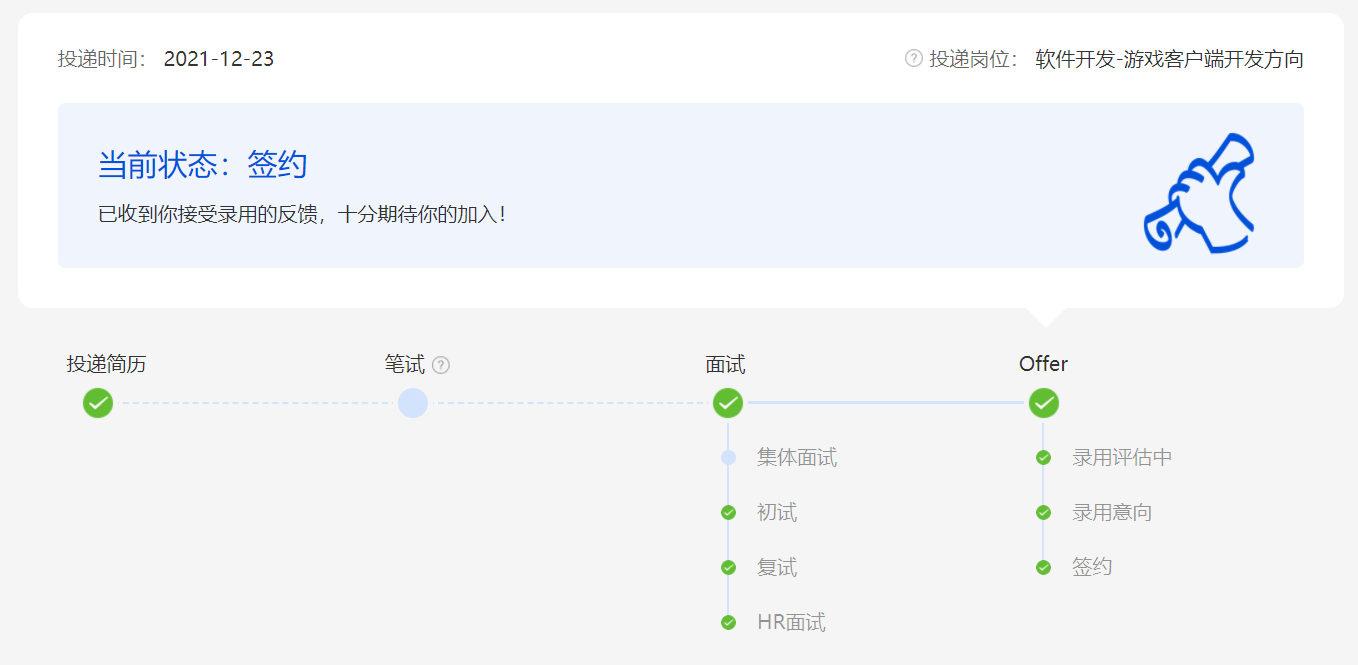 投递时间： 2021-12-23
? 投递岗位： 软件开发-游戏客户端开发方向
当前状态：签约
已收到你接受录用的反馈，十分期待你的加入！
投递简历
笔试 ?
面试
Offer
集体面试
初试
复试
HR面试
录用评估中
录用意向
签约